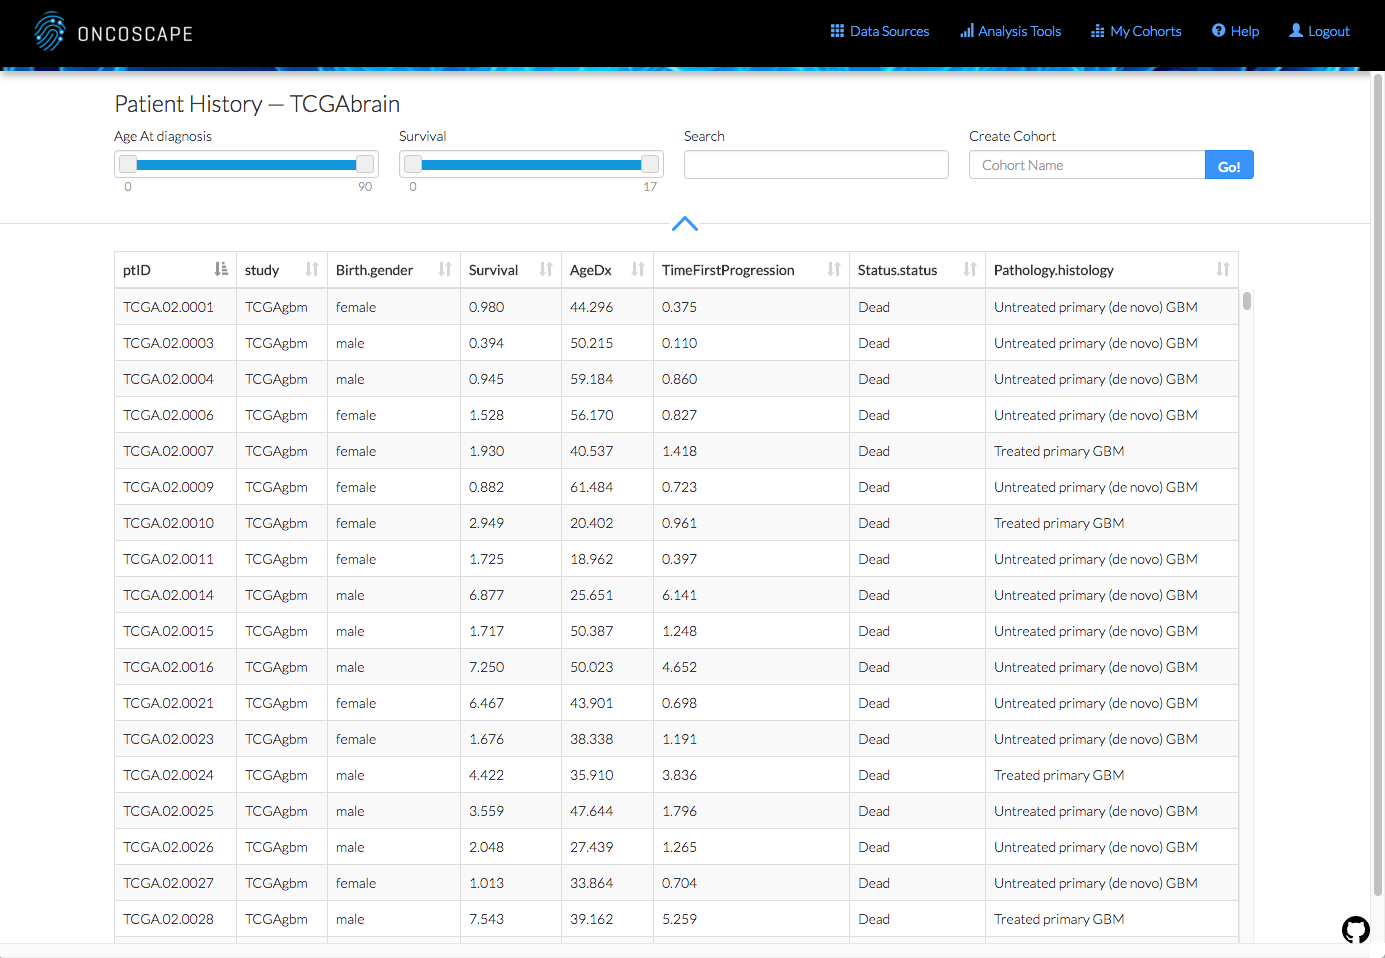 ONCOSCAPE
Data Sources Analysis Tools My Cohorts Help Logout
Patient History — TCGAbrain
Age At diagnosis Survival Search Create Cohort
Cohort Name Go!
0 90 0 17
ptID study Birth.gender Survival AgeDx TimeFirstProgression Status.status Pathology.histology
TCGA.02.0001 TCGAgbm female 0.980 44.296 0.375 Dead Untreated primary (de novo) GBM
TCGA.02.0003 TCGAgbm male 0.394 50.215 0.110 Dead Untreated primary (de novo) GBM
TCGA.02.0004 TCGAgbm male 0.945 59.184 0.860 Dead Untreated primary (de novo) GBM
TCGA.02.0006 TCGAgbm female 1.528 56.170 0.827 Dead Untreated primary (de novo) GBM
TCGA.02.0007 TCGAgbm female 1.930 40.537 1.418 Dead Treated primary GBM
TCGA.02.0009 TCGAgbm female 0.882 61.484 0.723 Dead Untreated primary (de novo) GBM
TCGA.02.0010 TCGAgbm female 2.949 20.402 0.961 Dead Treated primary GBM
TCGA.02.0011 TCGAgbm female 1.725 18.962 0.397 Dead Untreated primary (de novo) GBM
TCGA.02.0014 TCGAgbm male 6.877 25.651 6.141 Dead Untreated primary (de novo) GBM
TCGA.02.0015 TCGAgbm male 1.717 50.387 1.248 Dead Untreated primary (de novo) GBM
TCGA.02.0016 TCGAgbm male 7.250 50.023 4.652 Dead Untreated primary (de novo) GBM
TCGA.02.0021 TCGAgbm female 6.467 43.901 0.698 Dead Untreated primary (de novo) GBM
TCGA.02.0023 TCGAgbm female 1.676 38.338 1.191 Dead Untreated primary (de novo) GBM
TCGA.02.0024 TCGAgbm male 4.422 35.910 3.836 Dead Treated primary GBM
TCGA.02.0025 TCGAgbm male 3.559 47.644 1.796 Dead Untreated primary (de novo) GBM
TCGA.02.0026 TCGAgbm male 2.048 27.439 1.265 Dead Untreated primary (de novo) GBM
TCGA.02.0027 TCGAgbm female 1.013 33.864 0.704 Dead Untreated primary (de novo) GBM
TCGA.02.0028 TCGAgbm male 7.543 39.162 5.259 Dead Treated primary GBM